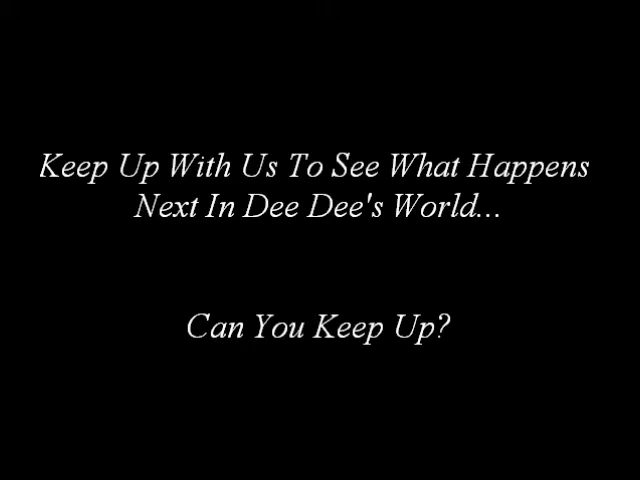 Keep Up With Us To See What Happens
Next In Dee Dee's World...
Can You Keep Up?